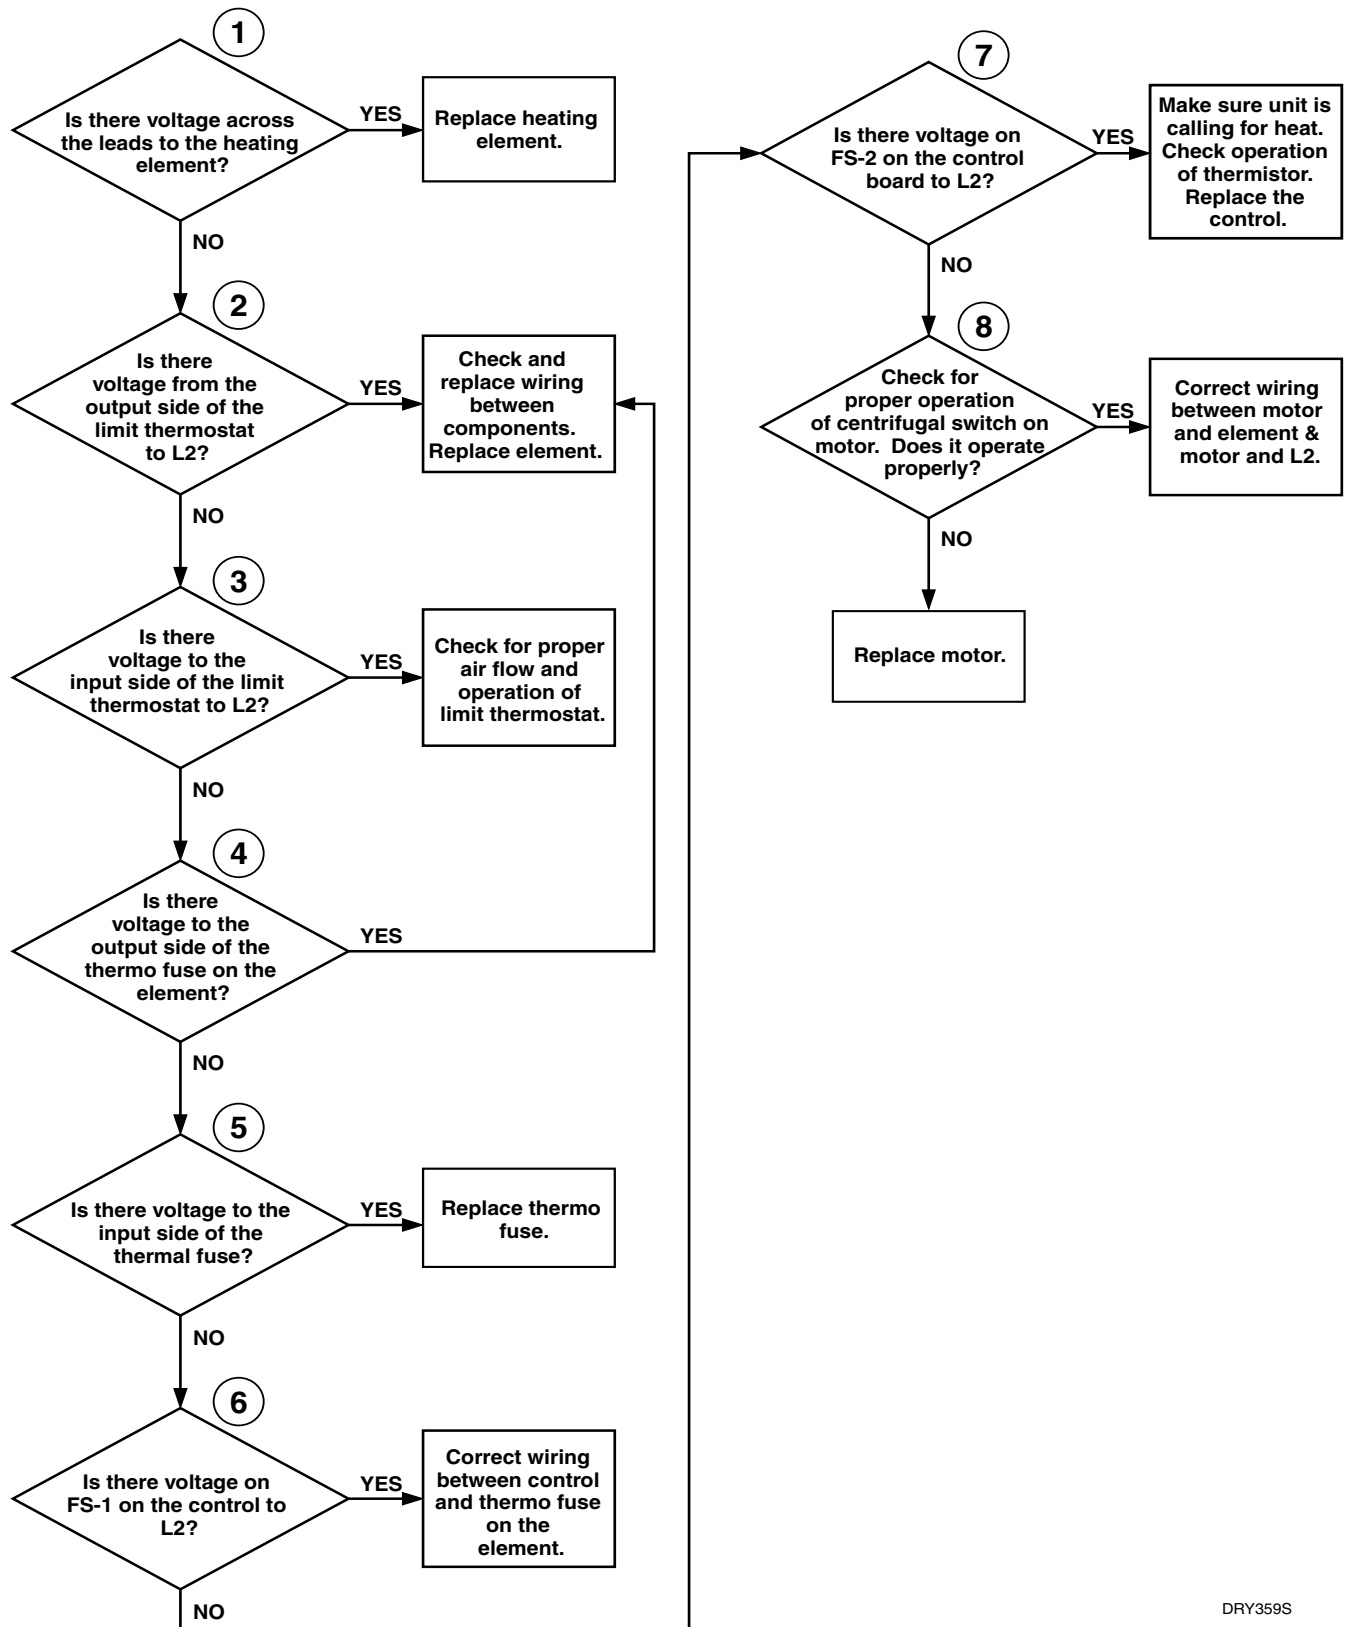 1
Is there voltage across
the leads to the heating
element?
YES
Replace heating
element.
NO
2
Is there
voltage from the
output side of the
limit thermostat
to L2?
YES
Check and
replace wiring
between
components.
Replace element.
NO
3
Is there
voltage to the
input side of the limit
thermostat to L2?
YES
Check for proper
air flow and
operation of
limit thermostat.
NO
4
Is there
voltage to the
output side of the
thermo fuse on the
element?
YES
NO
5
Is there voltage to the
input side of the
thermal fuse?
YES
Replace thermo
fuse.
NO
6
Is there voltage on
FS-1 on the control to
L2?
YES
Correct wiring
between control
and thermo fuse
on the
element.
NO
7
Is there voltage on
FS-2 on the control
board to L2?
YES
Make sure unit is
calling for heat.
Check operation
of thermistor.
Replace the
control.
NO
8
Check for
proper operation
of centrifugal switch on
motor.  Does it operate
properly?
YES
Correct wiring
between motor
and element &
motor and L2.
NO
Replace motor.
DRY359S